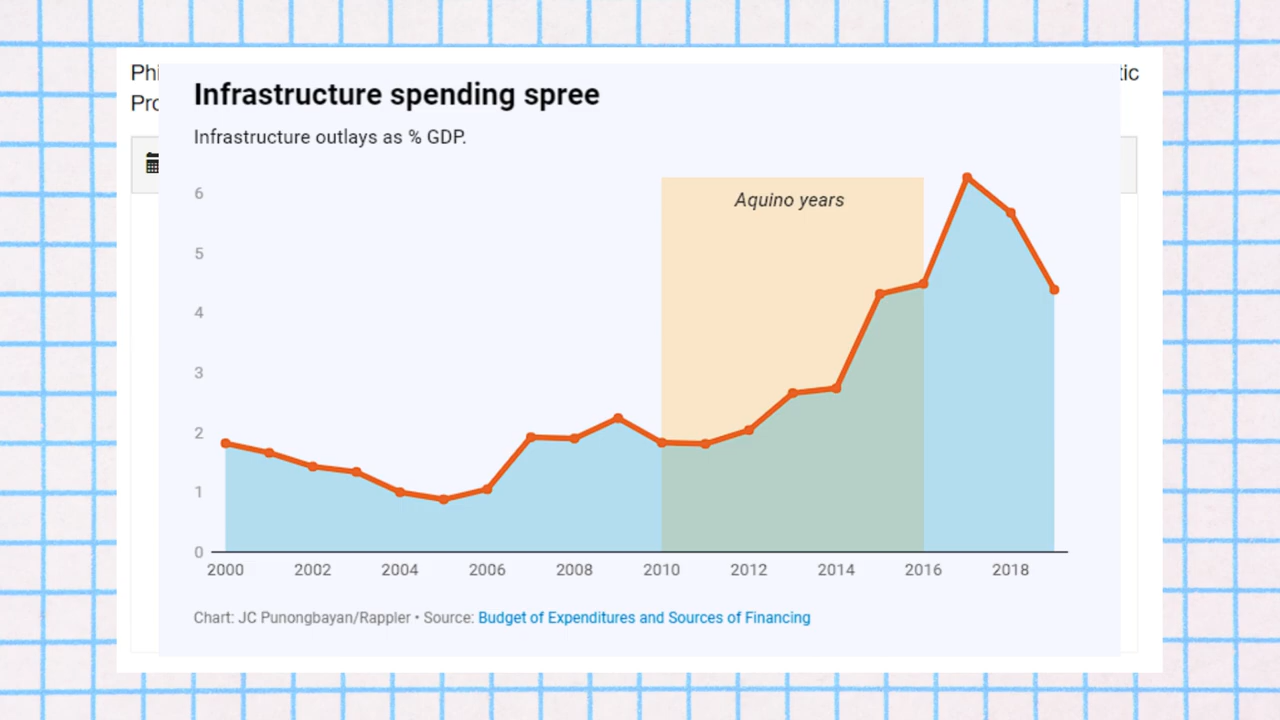 Infrastructure spending spree
Infrastructure outlays as % GDP.
Aquino years
6
5
4
3
2
1
0
2000 2002 2004 2006 2008 2010 2012 2014 2016 2018
Chart: JC Punongbayan/Rappler • Source: Budget of Expenditures and Sources of Financing